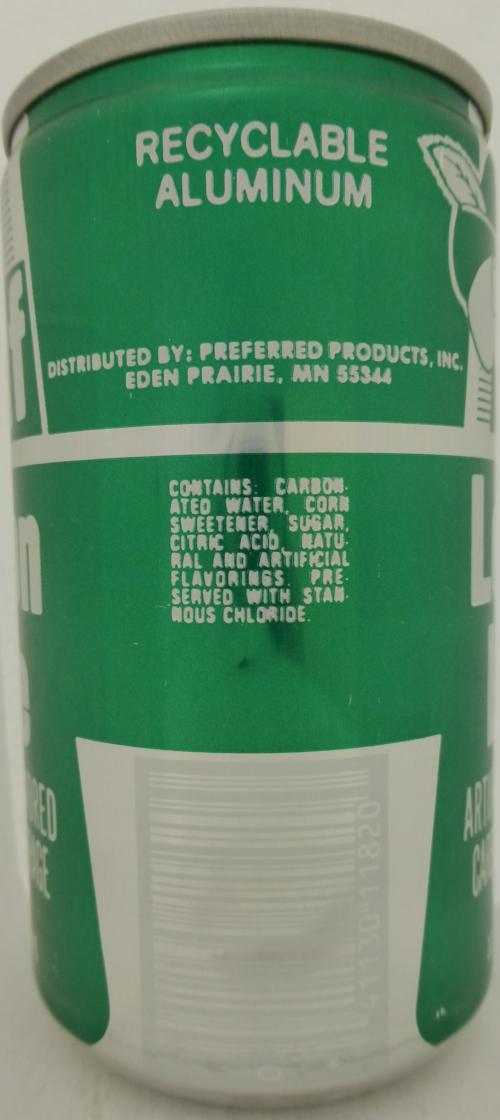 RECYCLABLE
ALUMINUM
DISTRIBUTED BY: PREFERRED PRODUCTS, INC.
EDEN PRAIRIE, MN 55344
CONTAINS: CARBON-
ATED WATER, CORN
SWEETENER, SUGAR,
CITRIC ACID, NATU-
RAL AND ARTIFICIAL
FLAVORINGS. PRE-
SERVED WITH STAN-
NOUS CHLORIDE.
41130 11820